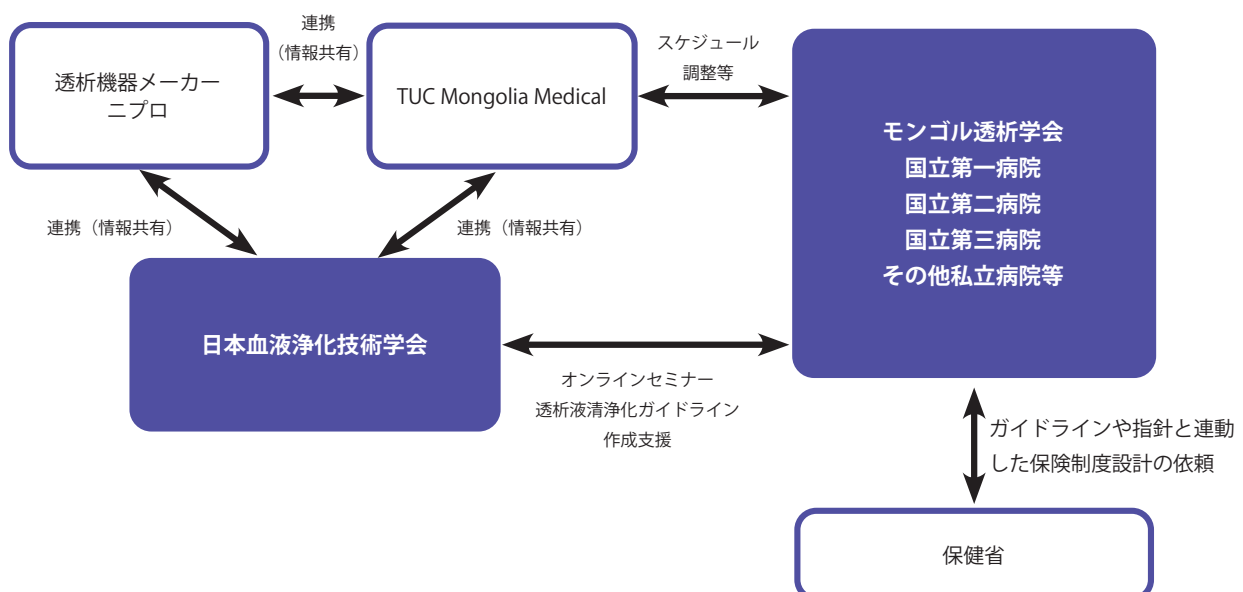 連携
（情報共有）
透析機器メーカー
ニプロ
TUC Mongolia Medical
スケジュール
調整等
モンゴル透析学会
国立第一病院
国立第二病院
国立第三病院
その他私立病院等
連携（情報共有）
連携（情報共有）
日本血液浄化技術学会
オンラインセミナー
透析液清浄化ガイドライン
作成支援
ガイドラインや指針と連動
した保険制度設計の依頼
保健省